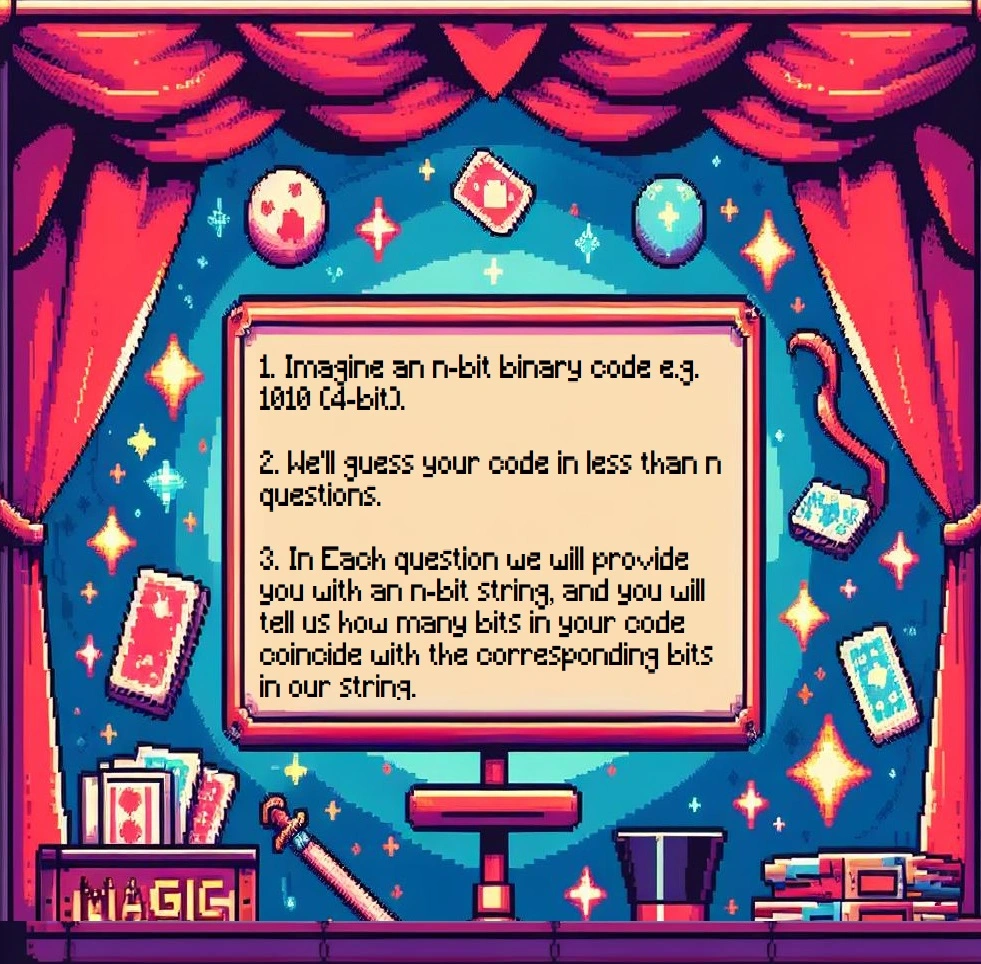 1. Imagine an n-bit binary code e.g.
1010 (4-bit).
2. We'll guess your code in less than n
questions.
3. In Each question we will provide
you with an n-bit string, and you will
tell us how many bits in your code
coincide with the corresponding bits
in our string.
MAGIC